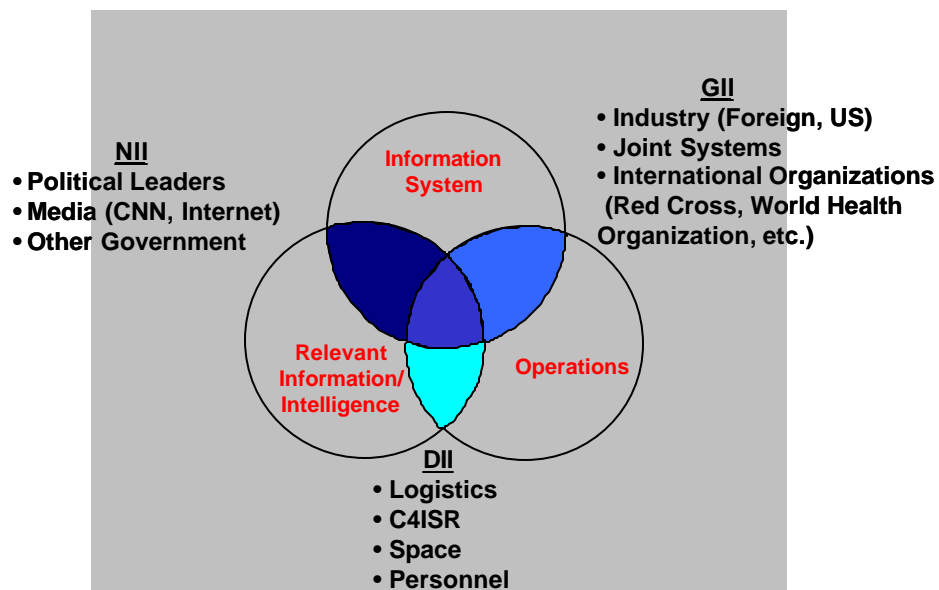 NII
• Political Leaders
• Media (CNN, Internet)
• Other Government
GII
• Industry (Foreign, US)
• Joint Systems
• International Organizations
(Red Cross, World Health
Organization, etc.)
Information
System
Relevant
Information/
Intelligence
Operations
DII
• Logistics
• C4ISR
• Space
• Personnel